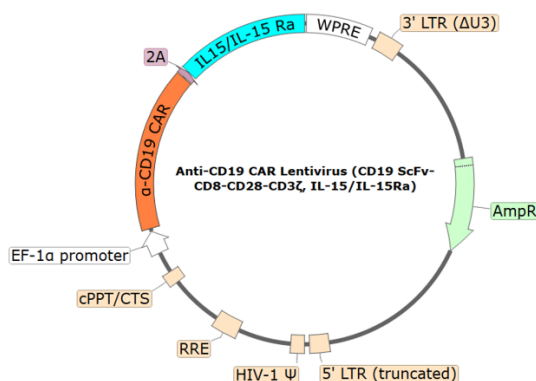 IL15/IL-15 Ra
WPRE
3' LTR (ΔU3)
2A
α-CD19 CAR
Anti-CD19 CAR Lentivirus (CD19 ScFv-
CD8-CD28-CD3ζ, IL-15/IL-15Ra)
AmpR
EF-1α promoter
cPPT/CTS
RRE
HIV-1 Ψ
5' LTR (truncated)